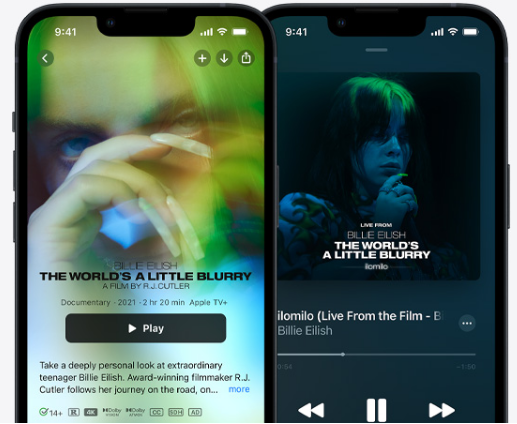 9:41
BILLIE EILISH
THE WORLD'S A LITTLE BLURRY
A FILM BY R.J. CUTLER
Documentary · 2021 · 2 hr 20 min Apple TV+
Play
Take a deeply personal look at extraordinary
teenager Billie Eilish. Award-winning filmmaker R.J.
Cutler follows her journey on the road, on... more
14+ R 4K Dolby VISION Dolby ATMOS CC SDH AD
9:41
LIVE FROM
BILLIE EILISH
THE WORLD'S
A LITTLE BLURRY
ilomilo
ilomilo (Live From the Film - B
Billie Eilish
0:04